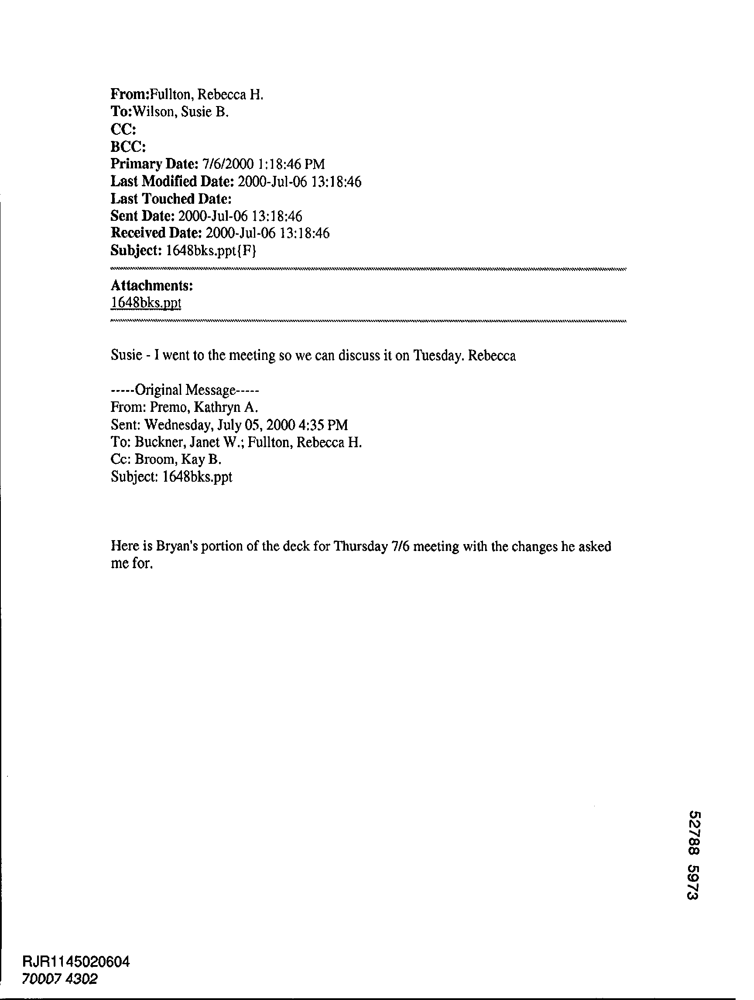 From:Fullton, Rebecca H.
To:Wilson, Susie B.
CC:
BCC:
Primary Date: 7/6/2000 1:18:46 PM
Last Modified Date: 2000-Jul-06 13:18:46
Last Touched Date:
Sent Date: 2000-Jul-06 13:18:46
Received Date: 2000-Jul-06 13:18:46
Subject: 1648bks.ppt{F}
Attachments:
1648bks.ppt
Susie - I went to the meeting so we can discuss it on Tuesday. Rebecca
-----Original Message-----
From: Premo, Kathryn A.
Sent: Wednesday, July 05, 2000 4:35 PM
To: Buckner, Janet W.; Fullton, Rebecca H.
Cc: Broom, Kay B.
Subject: 1648bks.ppt
Here is Bryan's portion of the deck for Thursday 7/6 meeting with the changes he asked
me for.
52788 5973
RJR1145020604
70007 4302